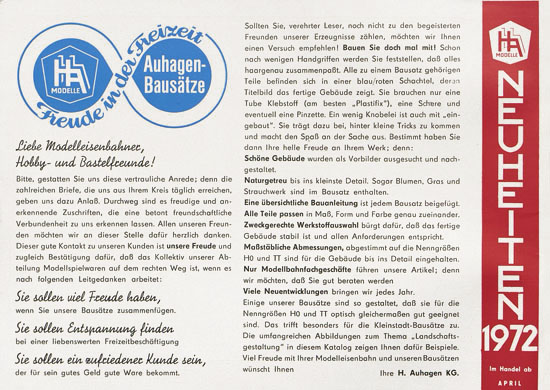 HA
MODELLE
Auhagen-
Bausätze
Freude in der Freizeit
Liebe Modelleisenbahner,
Hobby- und Bastelfreunde!
Bitte, gestatten Sie uns diese vertrauliche Anrede; denn die
zahlreichen Briefe, die uns aus Ihrem Kreis täglich erreichen,
geben uns dazu Anlaß. Durchweg sind es freudige und an-
erkennende Zuschriften, die eine betont freundschaftliche
Verbundenheit zu uns erkennen lassen. Allen unseren Freun-
den möchten wir an dieser Stelle dafür herzlich danken.
Dieser gute Kontakt zu unseren Kunden ist unsere Freude und
zugleich Bestätigung dafür, daß das Kollektiv unserer Ab-
teilung Modellspielwaren auf dem rechten Weg ist, wenn es
nach folgenden Leitgedanken arbeitet:
Sie sollen viel Freude haben,
wenn Sie unsere Bausätze zusammenfügen.
Sie sollen Entspannung finden
bei einer liebenswerten Freizeitbeschäftigung
Sie sollen ein zufriedener Kunde sein,
der für sein Geld gute Ware bekommt.
Sollten Sie, verehrter Leser, noch nicht zu den begeisterten
Freunden unserer Erzeugnisse zählen, möchten wir Ihnen
einen Versuch empfehlen! Bauen Sie doch mal mit! Schon
nach wenigen Handgriffen werden Sie feststellen, daß alles
haargenau zusammenpaßt. Alle zu einem Bausatz gehörigen
Teile befinden sich in einer blau/roten Schachtel, deren
Titelbild das fertige Gebäude zeigt. Sie brauchen nur eine
Tube Klebstoff (am besten „Plastifix"), eine Schere und
eventuell eine Pinzette. Ein wenig Knobelei ist auch mit „ein-
gebaut". Sie trägt dazu bei, hinter kleine Tricks zu kommen
und macht den Spaß an der Sache aus. Bestimmt haben Sie
dann Ihre helle Freude an Ihrem Werk; denn:
Schöne Gebäude wurden als Vorbilder ausgesucht und nach-
gestaltet.
Naturgetreu bis ins kleinste Detail. Sogar Blumen, Gras und
Strauchwerk sind im Bausatz enthalten.
Eine übersichtliche Bauanleitung ist jedem Bausatz beigefügt.
Alle Teile passen in Maß, Form und Farbe genau zueinander.
Zweckgerechte Werkstoffauswahl bürgt dafür, daß das fertige
Gebäude stabil ist und allen Anforderungen entspricht.
Maßstäbliche Abmessungen, abgestimmt auf die Nenngrößen
H0 und TT sind für die Gebäude bis ins Detail eingehalten.
Nur Modellbahnfachgeschäfte führen unsere Artikel; denn
wir möchten, daß Sie gut beraten werden
Viele Neuentwicklungen bringen wir jedes Jahr.
Einige unserer Bausätze sind so gestaltet, daß sie für die
Nenngrößen H0 und TT optisch gleichermaßen gut geeignet
sind. Das trifft besonders für die Kleinstadt-Bausätze zu.
Die umfangreichen Abbildungen zum Thema „Landschafts-
gestaltung" in diesem Katalog zeigen Ihnen dafür Beispiele.
Viel Freude mit Ihrer Modelleisenbahn und unseren Bausätzen
wünscht Ihnen
Ihre H. Auhagen KG.
HA
MODELLE
NEUHEITEN
1972
Im Handel ab
APRIL